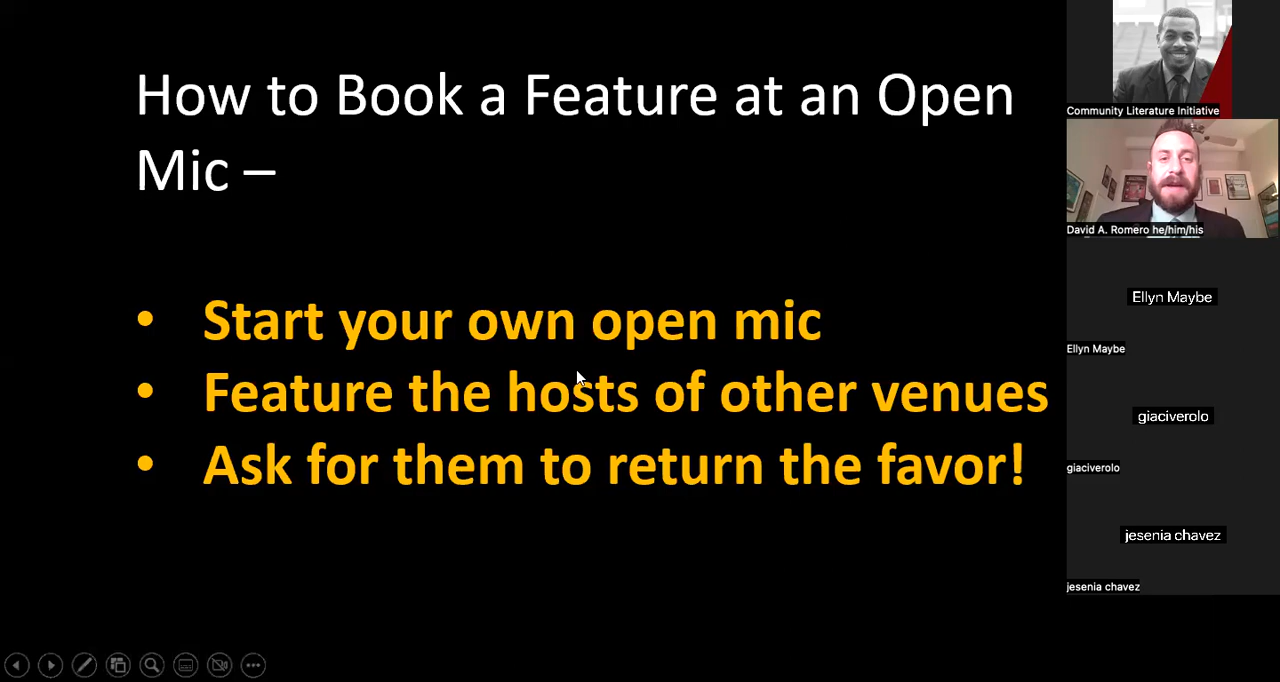 How to Book a Feature at an Open
Mic –
• Start your own open mic
• Feature the hosts of other venues
• Ask for them to return the favor!
Community Literature Initiative
David A. Romero he/him/his
Ellyn Maybe
Ellyn Maybe
giaciverolo
giaciverolo
jesenia chavez
jesenia chavez